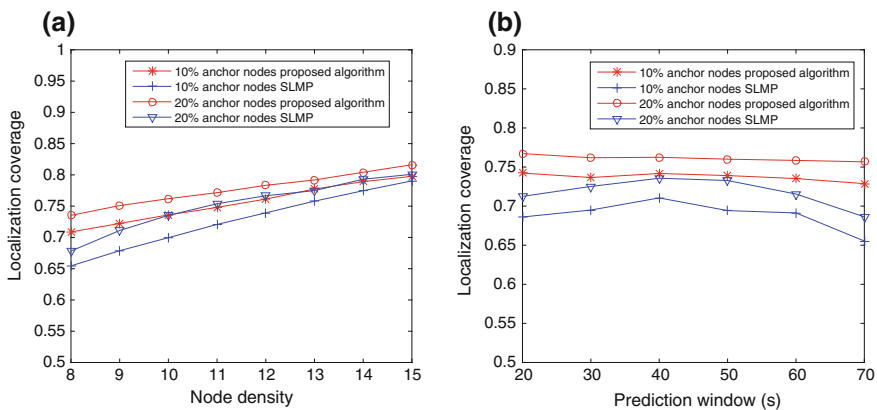 (a)
1
0.95
0.9
0.85
0.8
0.75
0.7
0.65
0.6
0.55
0.5
Localization coverage
10% anchor nodes proposed algorithm
10% anchor nodes SLMP
20% anchor nodes proposed algorithm
20% anchor nodes SLMP
8 9 10 11 12 13 14 15
Node density
(b)
0.9
0.85
0.8
0.75
0.7
0.65
0.6
0.55
0.5
Localization coverage
10% anchor nodes proposed algorithm
10% anchor nodes SLMP
20% anchor nodes proposed algorithm
20% anchor nodes SLMP
20 30 40 50 60 70
Prediction window (s)